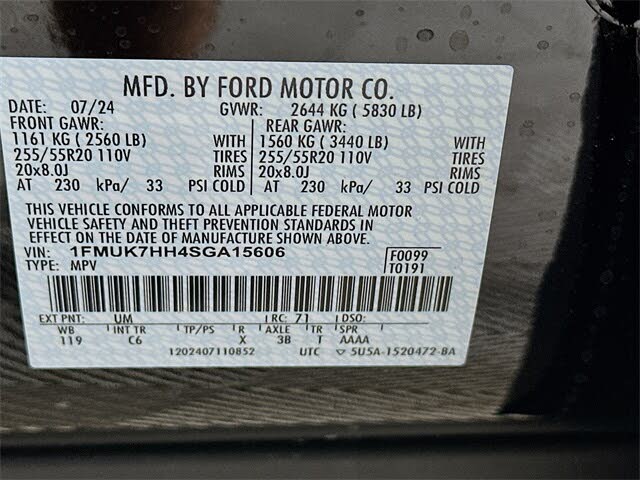 MFD. BY FORD MOTOR CO.
DATE: 07/24 GVWR: 2644 KG ( 5830 LB)
FRONT GAWR: REAR GAWR:
1161 KG ( 2560 LB) WITH 1560 KG ( 3440 LB) WITH
255/55R20 110V TIRES 255/55R20 110V TIRES
20x8.0J RIMS 20x8.0J RIMS
AT 230 kPa/ 33 PSI COLD AT 230 kPa/ 33 PSI COLD
THIS VEHICLE CONFORMS TO ALL APPLICABLE FEDERAL MOTOR
VEHICLE SAFETY AND THEFT PREVENTION STANDARDS IN
EFFECT ON THE DATE OF MANUFACTURE SHOWN ABOVE.
VIN: 1FMUK7HH4SGA15606 F0099
TYPE: MPV T0191
EXT PNT: UM RC: 71 DSO:
WB INT TR TP/PS R AXLE TR SPR
119 C6 X 3B T AAAA
1202407110852 UTC 5U5A-1520472-BA